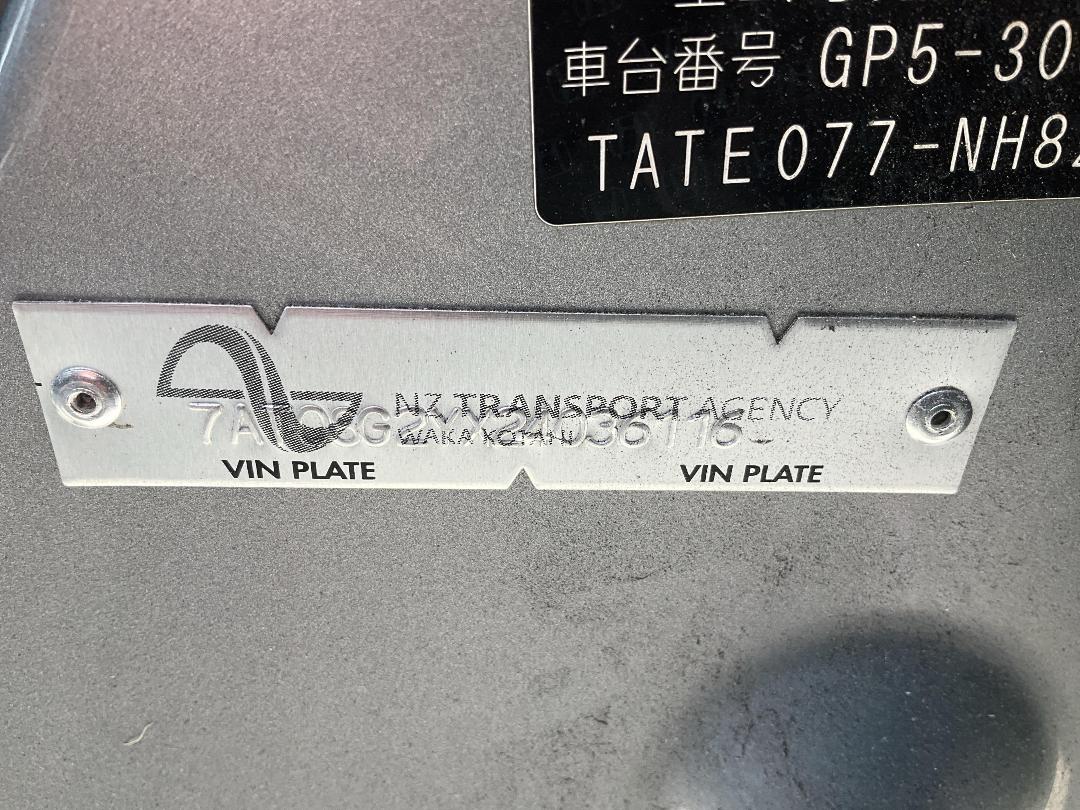 車台番号 GP5-30
TATE077-NH8
NZ TRANSPORT AGENCY
WAKA KOTAHI
VIN PLATE VIN PLATE